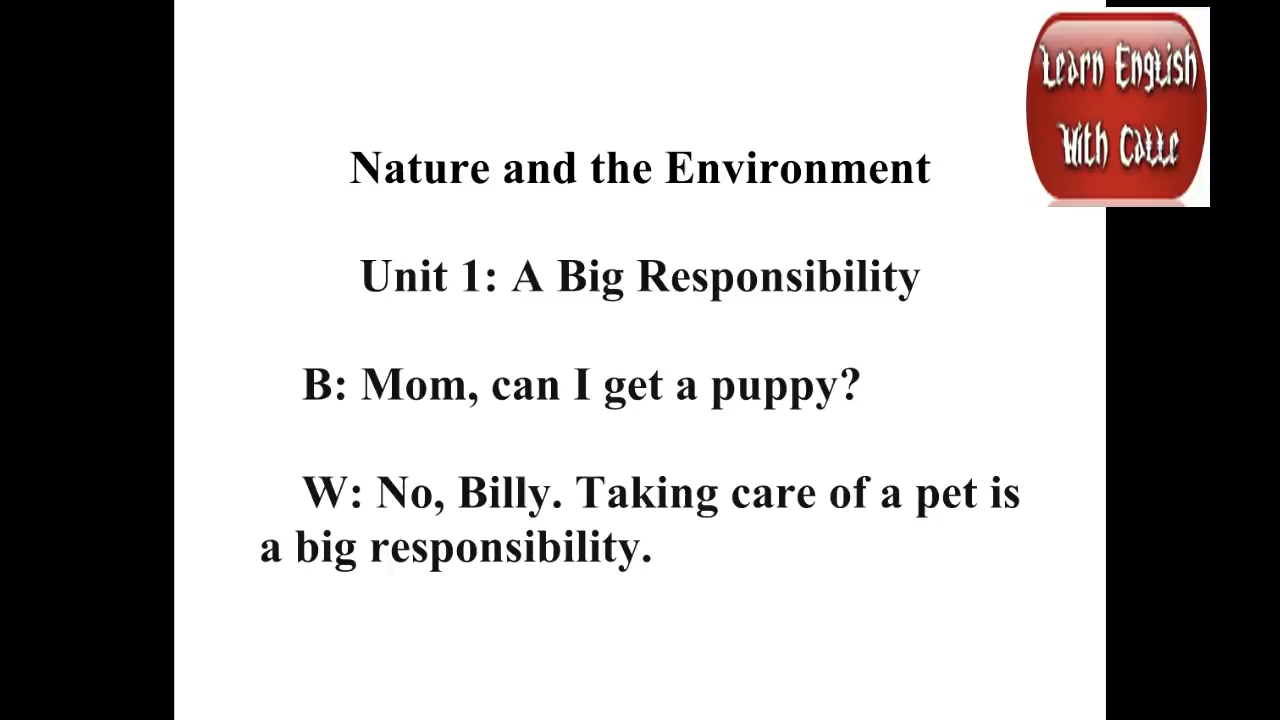 Learn English
With Catte
Nature and the Environment
Unit 1: A Big Responsibility
B: Mom, can I get a puppy?
W: No, Billy. Taking care of a pet is
a big responsibility.